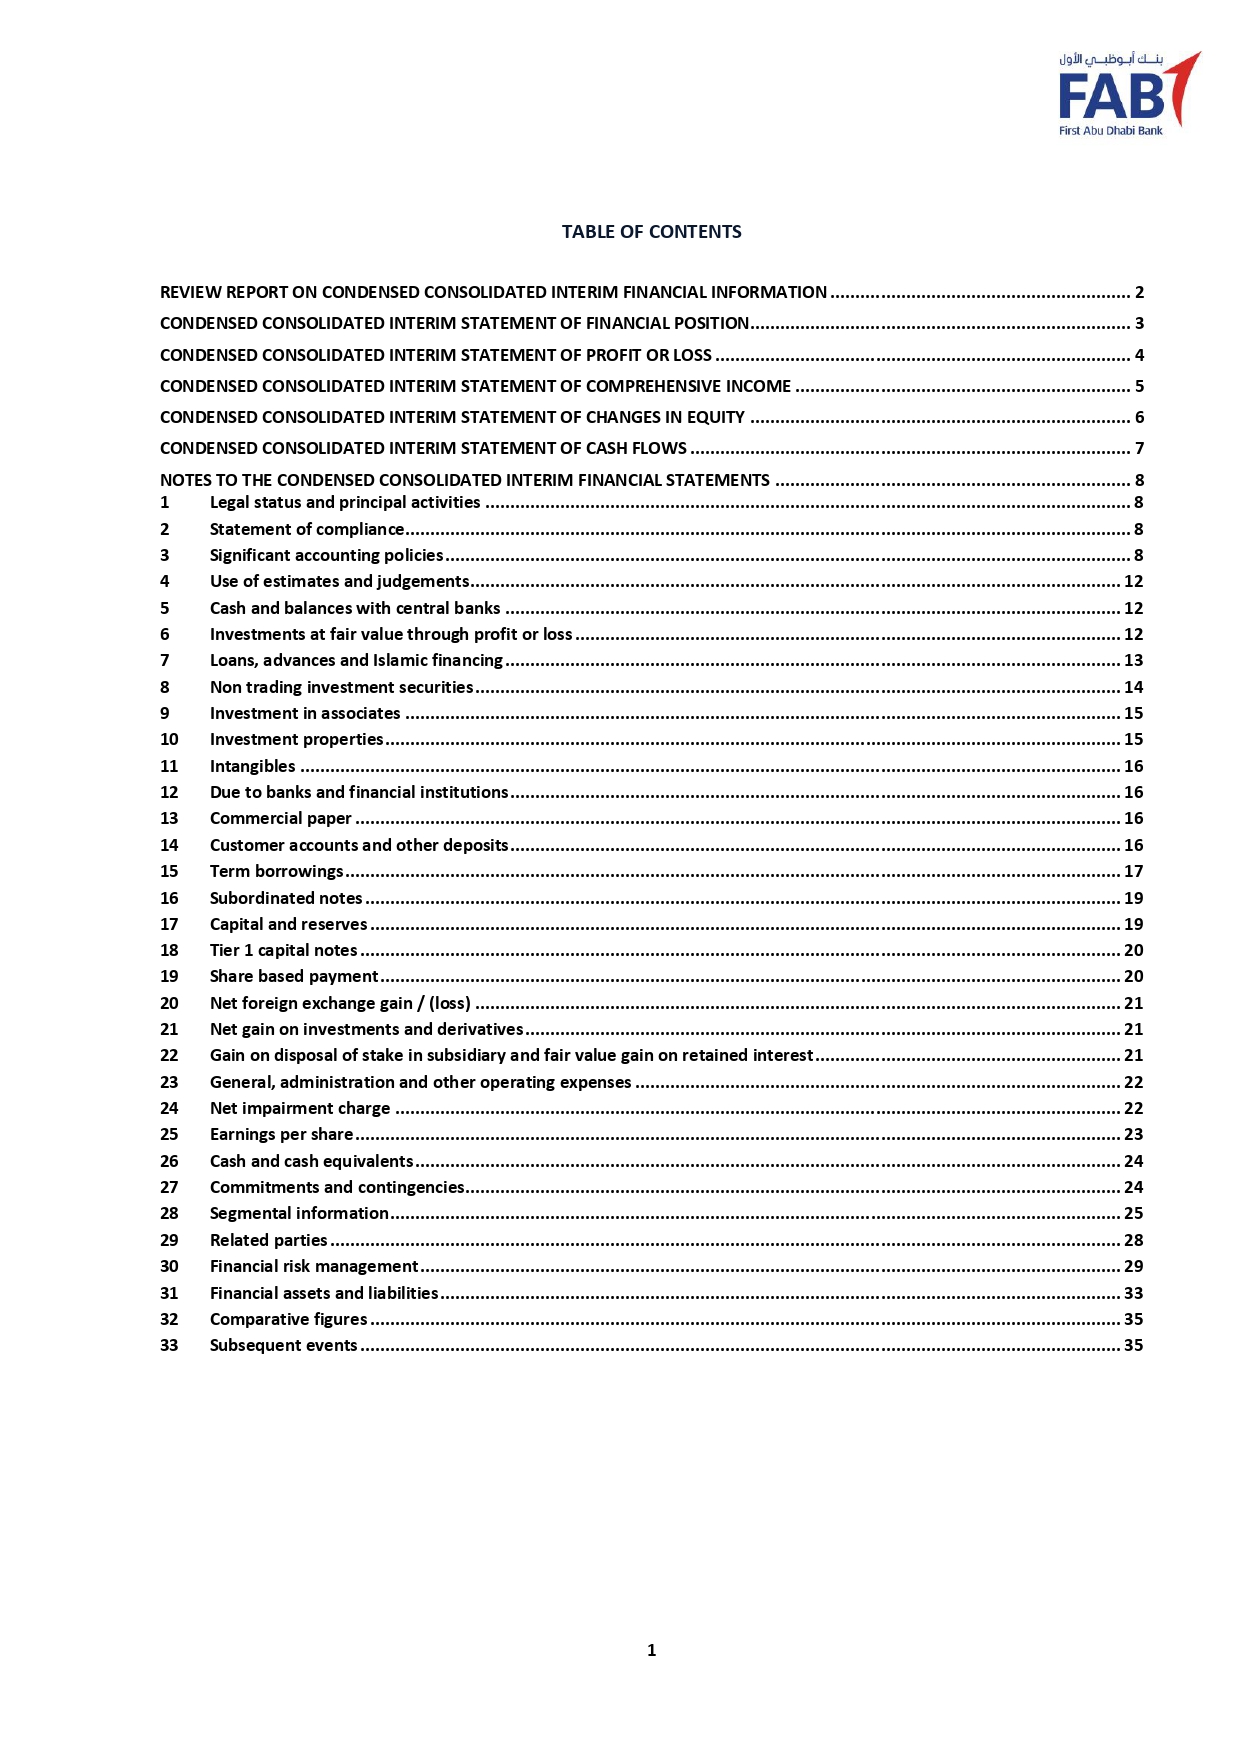 بنك أبوظبي الأول
FAB
First Abu Dhabi Bank
TABLE OF CONTENTS
REVIEW REPORT ON CONDENSED CONSOLIDATED INTERIM FINANCIAL INFORMATION ............................................................ 2
CONDENSED CONSOLIDATED INTERIM STATEMENT OF FINANCIAL POSITION............................................................................ 3
CONDENSED CONSOLIDATED INTERIM STATEMENT OF PROFIT OR LOSS ................................................................................... 4
CONDENSED CONSOLIDATED INTERIM STATEMENT OF COMPREHENSIVE INCOME ................................................................... 5
CONDENSED CONSOLIDATED INTERIM STATEMENT OF CHANGES IN EQUITY ............................................................................ 6
CONDENSED CONSOLIDATED INTERIM STATEMENT OF CASH FLOWS ........................................................................................ 7
NOTES TO THE CONDENSED CONSOLIDATED INTERIM FINANCIAL STATEMENTS ....................................................................... 8
1 Legal status and principal activities ................................................................................................................................. 8
2 Statement of compliance................................................................................................................................................. 8
3 Significant accounting policies......................................................................................................................................... 8
4 Use of estimates and judgements.................................................................................................................................. 12
5 Cash and balances with central banks ........................................................................................................................... 12
6 Investments at fair value through profit or loss ............................................................................................................. 12
7 Loans, advances and Islamic financing ........................................................................................................................... 13
8 Non trading investment securities ................................................................................................................................. 14
9 Investment in associates ............................................................................................................................................... 15
10 Investment properties................................................................................................................................................... 15
11 Intangibles .................................................................................................................................................................... 16
12 Due to banks and financial institutions.......................................................................................................................... 16
13 Commercial paper ......................................................................................................................................................... 16
14 Customer accounts and other deposits.......................................................................................................................... 16
15 Term borrowings........................................................................................................................................................... 17
16 Subordinated notes ....................................................................................................................................................... 19
17 Capital and reserves ...................................................................................................................................................... 19
18 Tier 1 capital notes ........................................................................................................................................................ 20
19 Share based payment.................................................................................................................................................... 20
20 Net foreign exchange gain / (loss) ................................................................................................................................. 21
21 Net gain on investments and derivatives....................................................................................................................... 21
22 Gain on disposal of stake in subsidiary and fair value gain on retained interest ............................................................. 21
23 General, administration and other operating expenses ................................................................................................. 22
24 Net impairment charge ................................................................................................................................................. 22
25 Earnings per share......................................................................................................................................................... 23
26 Cash and cash equivalents............................................................................................................................................. 24
27 Commitments and contingencies................................................................................................................................... 24
28 Segmental information.................................................................................................................................................. 25
29 Related parties .............................................................................................................................................................. 28
30 Financial risk management ............................................................................................................................................ 29
31 Financial assets and liabilities........................................................................................................................................ 33
32 Comparative figures ...................................................................................................................................................... 35
33 Subsequent events ........................................................................................................................................................ 35
1